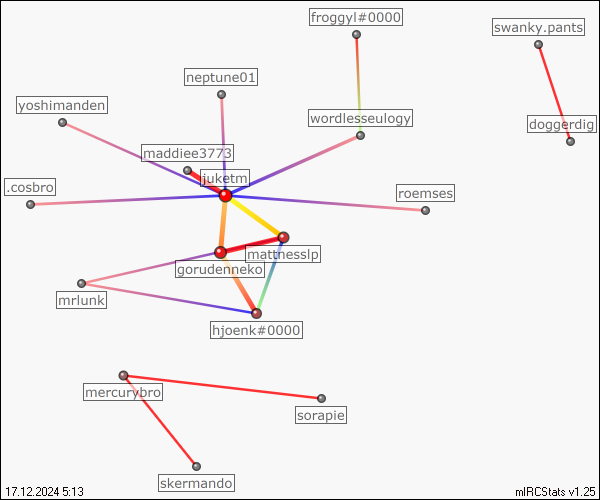 froggyl#0000
swanky.pants
neptune01
yoshimanden
wordlesseulogy
doggerdig
maddiee3773
juketm
.cosbro
roemses
mattnesslp
gorudenneko
mrlunk
hjoenk#0000
mercurybro
sorapie
skermando
17.12.2024 5:13
mIRCStats v1.25